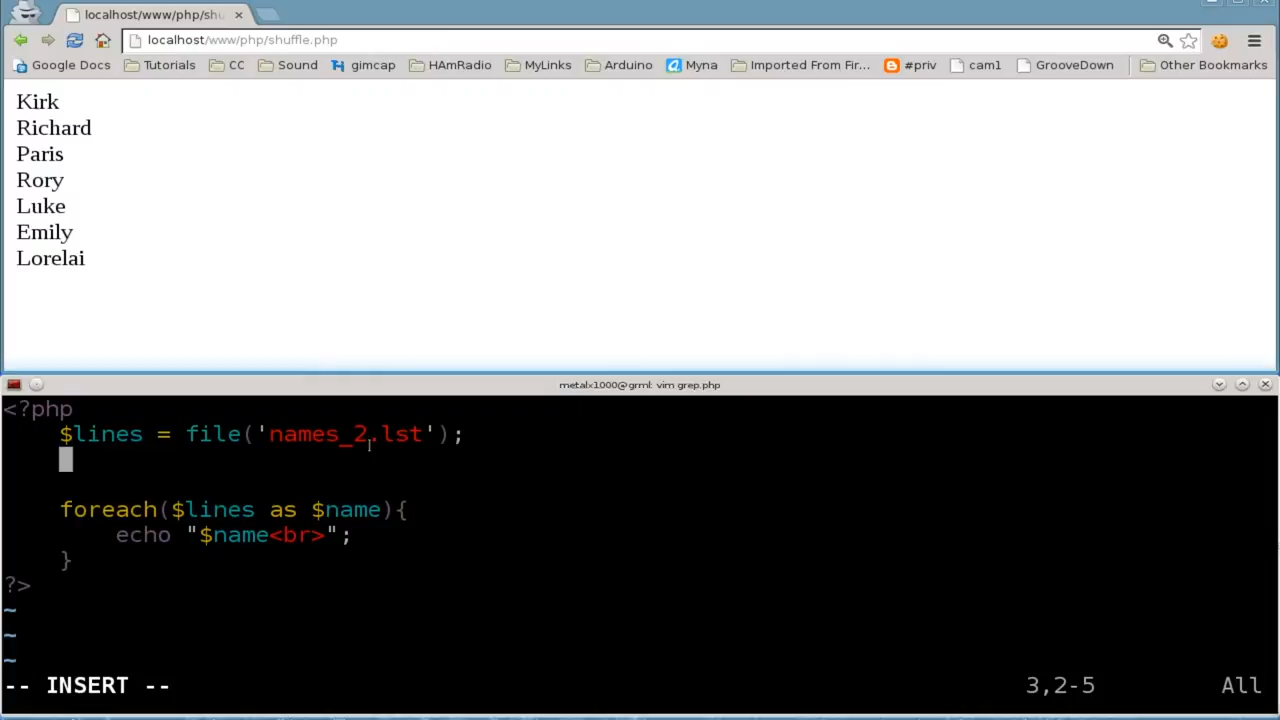 localhost/www/php/shu
localhost/www/php/shuffle.php
Google Docs Tutorials CC Sound gimcap HAmRadio MyLinks Arduino Myna Imported From Fir... #priv cam1 GrooveDown Other Bookmarks
Kirk
Richard
Paris
Rory
Luke
Emily
Lorelai
metalx1000@grml: vim grep.php
<?php
$lines = file('names_2.lst');
foreach($lines as $name){
echo "$name<br>";
}
?>
~
~
~
-- INSERT -- 3,2-5 All